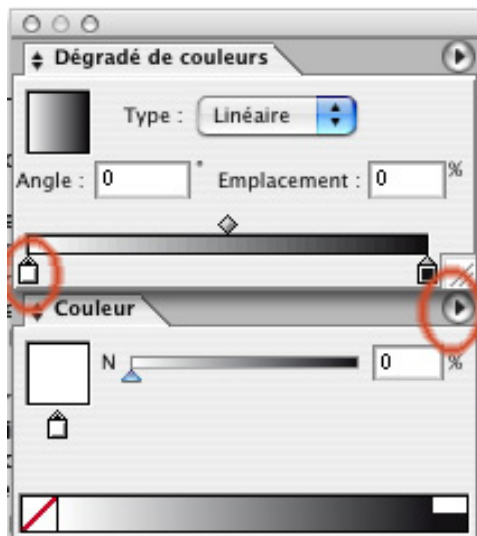 Dégradé de couleurs
Type : Linéaire
Angle : 0 ° Emplacement : 0 %
Couleur
N 0 %